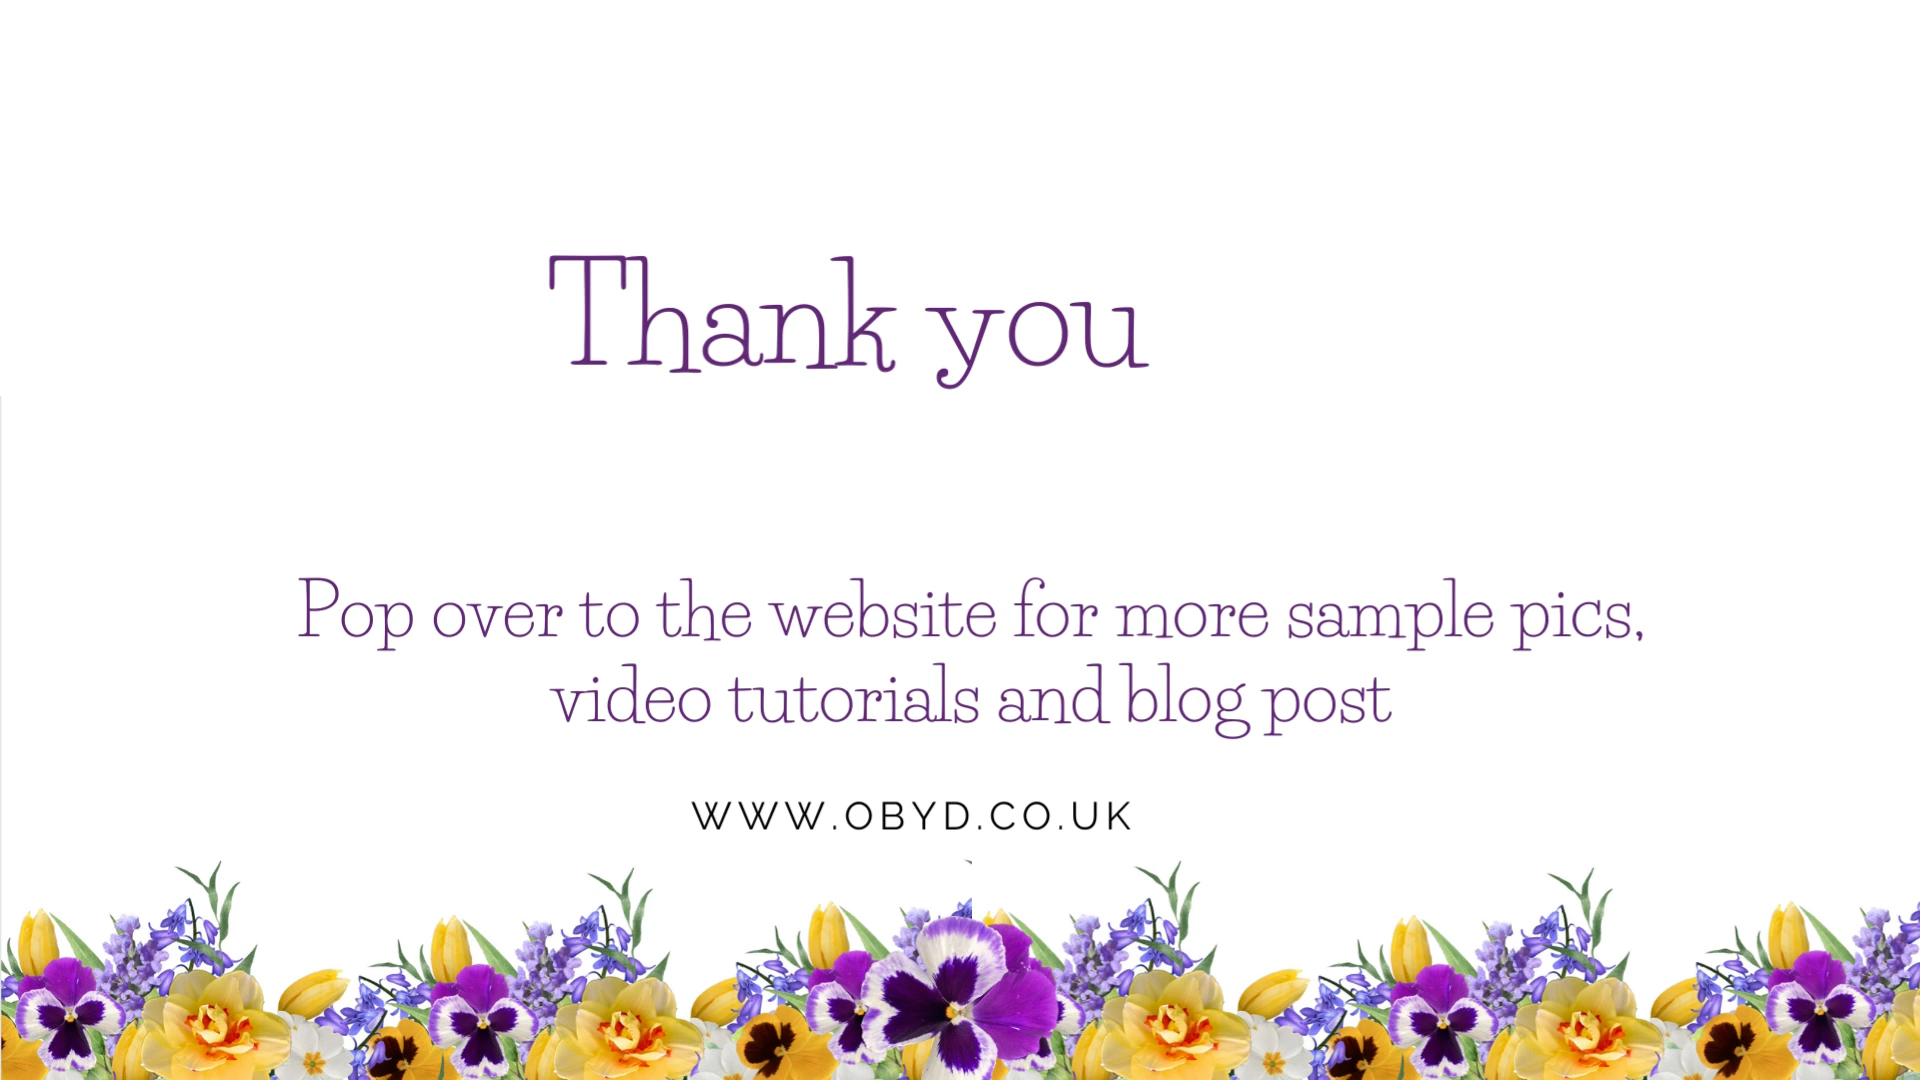 Thank you
Pop over to the website for more sample pics,
video tutorials and blog post
WWW.OBYD.CO.UK